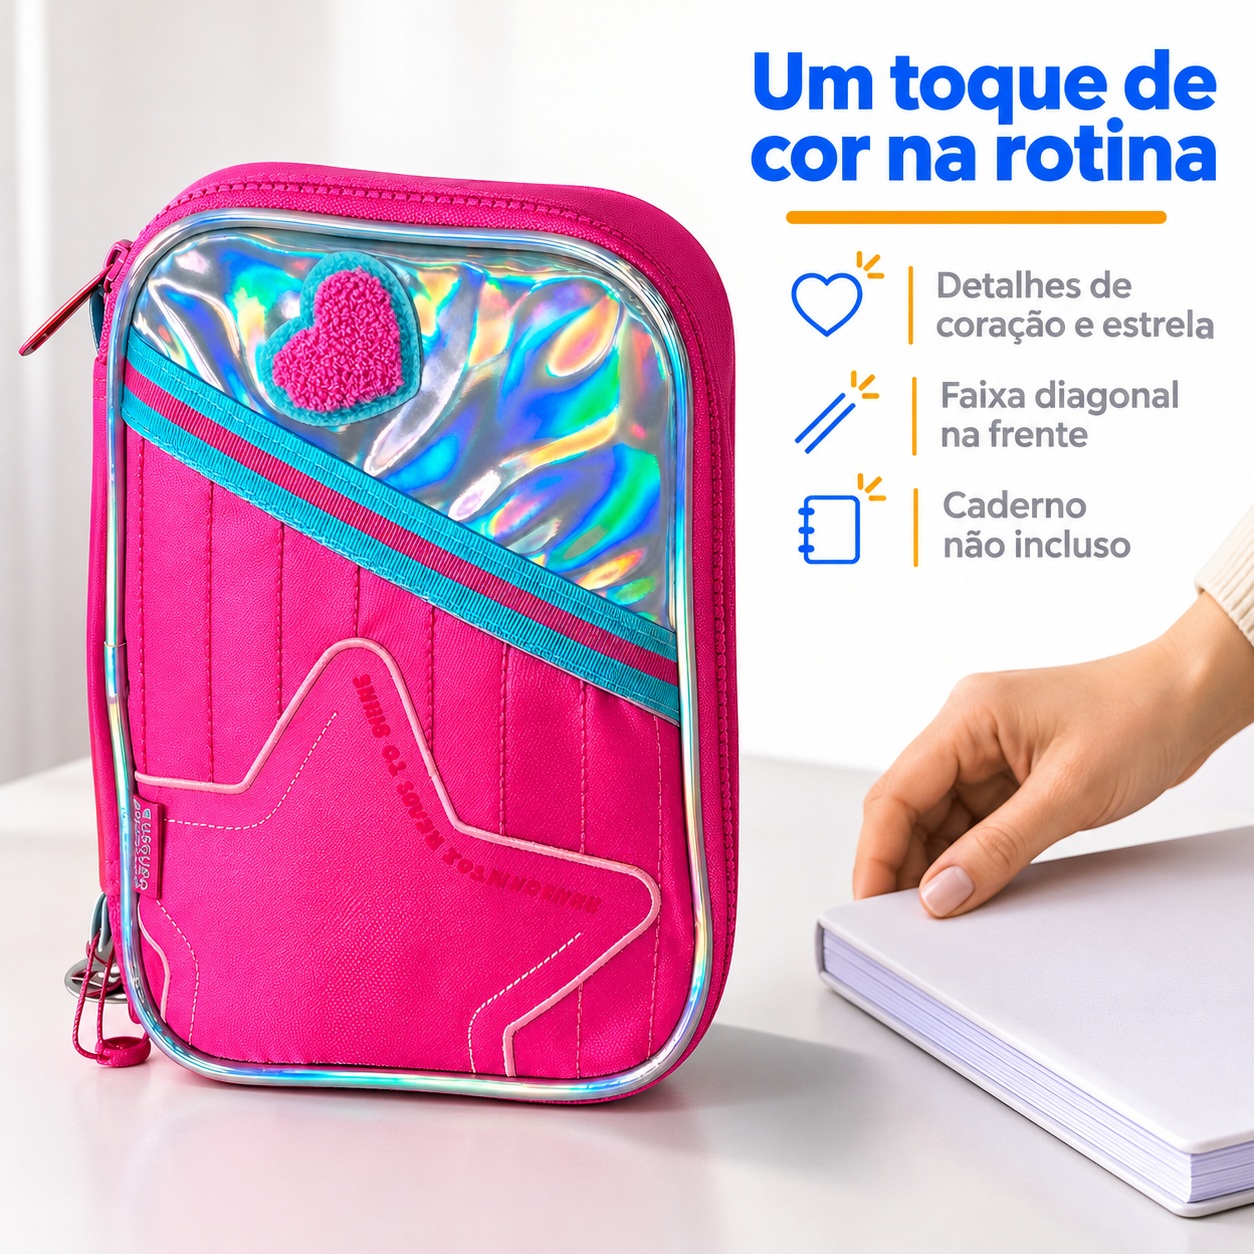 Um toque de
cor na rotina
Detalhes de
coração e estrela
Faixa diagonal
na frente
Caderno
não incluso